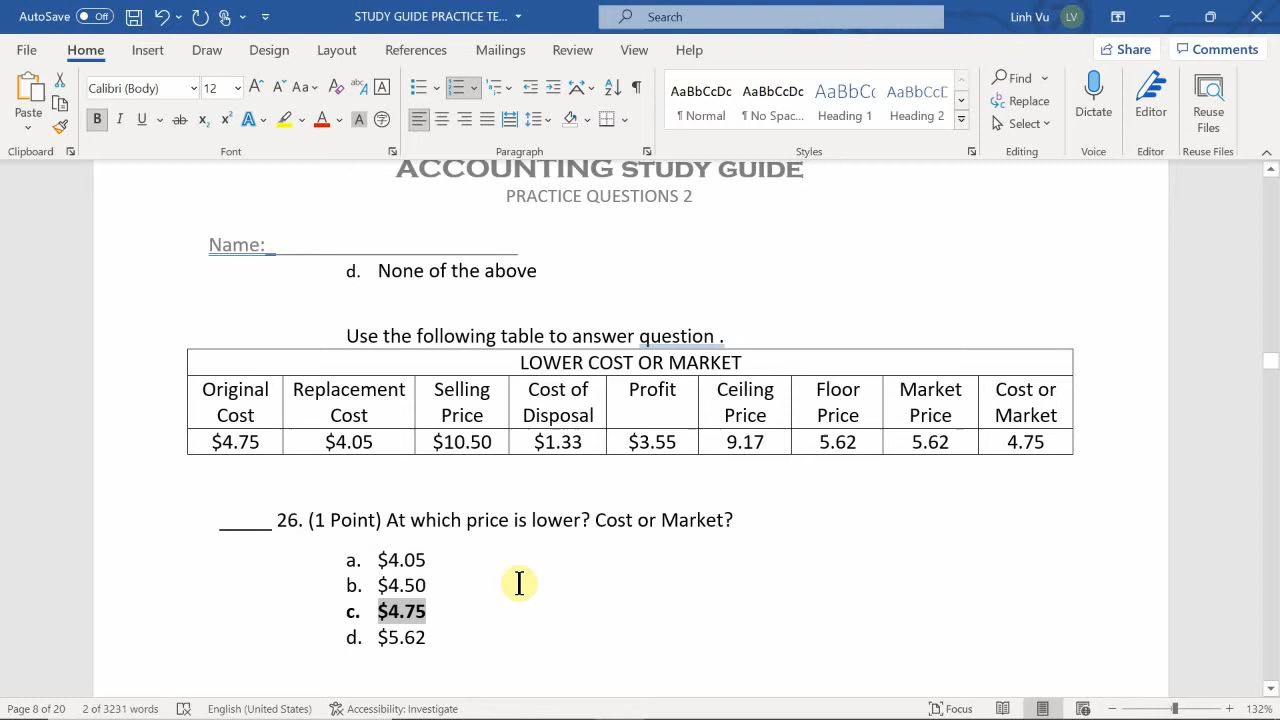 AutoSave Off STUDY GUIDE PRACTICE TE... Search Linh Vu LV
File Home Insert Draw Design Layout References Mailings Review View Help Share Comments
Paste Calibri (Body) 12 Aa AaBbCcDc AaBbCcDc AaBbCc AaBbCcC Find Replace Select Dictate Editor Reuse Files
¶ Normal ¶ No Spac... Heading 1 Heading 2
Clipboard Font Paragraph Styles Editing Voice Editor Reuse Files
ACCOUNTING STUDY GUIDE
PRACTICE QUESTIONS 2
Name:_______________________
d. None of the above
Use the following table to answer question .
LOWER COST OR MARKET
Original Cost Replacement Cost Selling Price Cost of Disposal Profit Ceiling Price Floor Price Market Price Cost or Market
$4.75 $4.05 $10.50 $1.33 $3.55 9.17 5.62 5.62 4.75
_____ 26. (1 Point) At which price is lower? Cost or Market?
a. $4.05
b. $4.50
c. $4.75
d. $5.62
Page 8 of 20 2 of 3231 words English (United States) Accessibility: Investigate Focus 132%